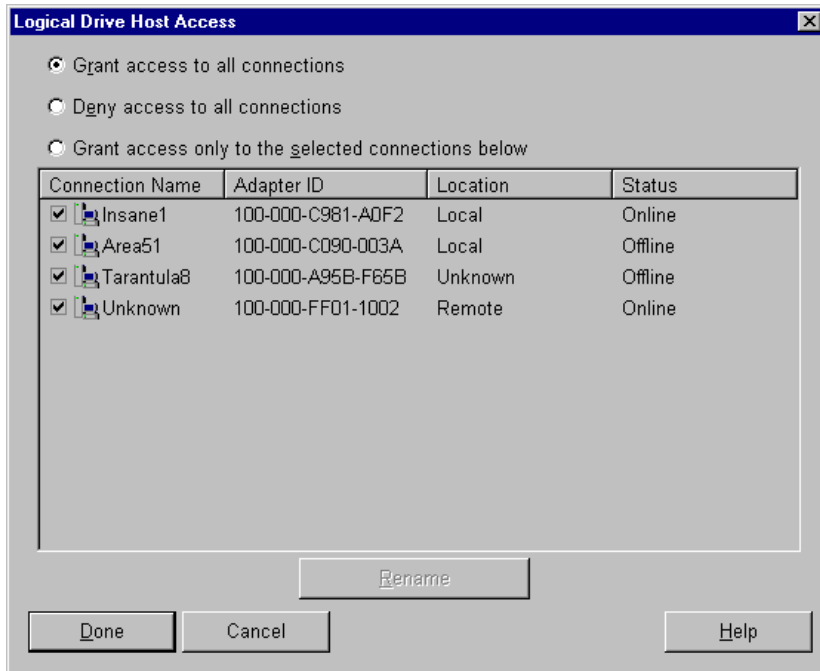 Logical Drive Host Access
Grant access to all connections
Deny access to all connections
Grant access only to the selected connections below
Connection Name Adapter ID Location Status
Insane1 100-000-C981-A0F2 Local Online
Area51 100-000-C090-003A Local Offline
Tarantula8 100-000-A95B-F65B Unknown Offline
Unknown 100-000-FF01-1002 Remote Online
Rename
Done Cancel Help